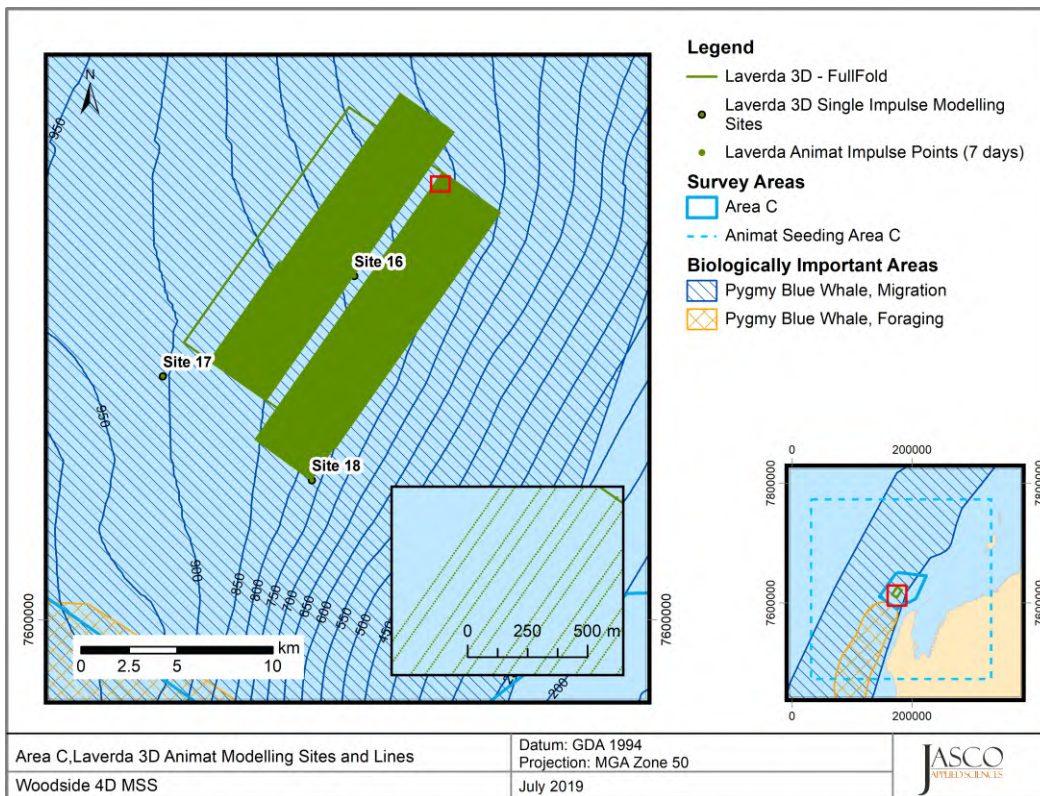 N
950
Site 16
Site 17
950
Site 18
900
850
800
750
700
650
600
550
500
450
200
7600000
7600000
0 2.5 5 10 km
0 250 500 m
Legend
Laverda 3D - FullFold
Laverda 3D Single Impulse Modelling
Sites
Laverda Animat Impulse Points (7 days)
Survey Areas
Area C
Animat Seeding Area C
Biologically Important Areas
Pygmy Blue Whale, Migration
Pygmy Blue Whale, Foraging
0 200000
7800000
7800000
7600000
7600000
0 200000
Area C,Laverda 3D Animat Modelling Sites and Lines
Woodside 4D MSS
Datum: GDA 1994
Projection: MGA Zone 50
July 2019
JASCO
APPLIED SCIENCES